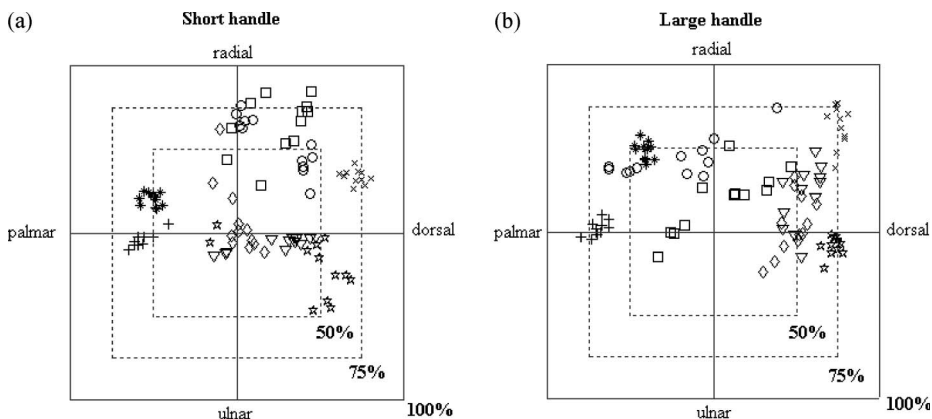 (a)
Short handle
radial
palmar
dorsal
50%
75%
100%
ulnar
(b)
Large handle
radial
palmar
dorsal
50%
75%
100%
ulnar